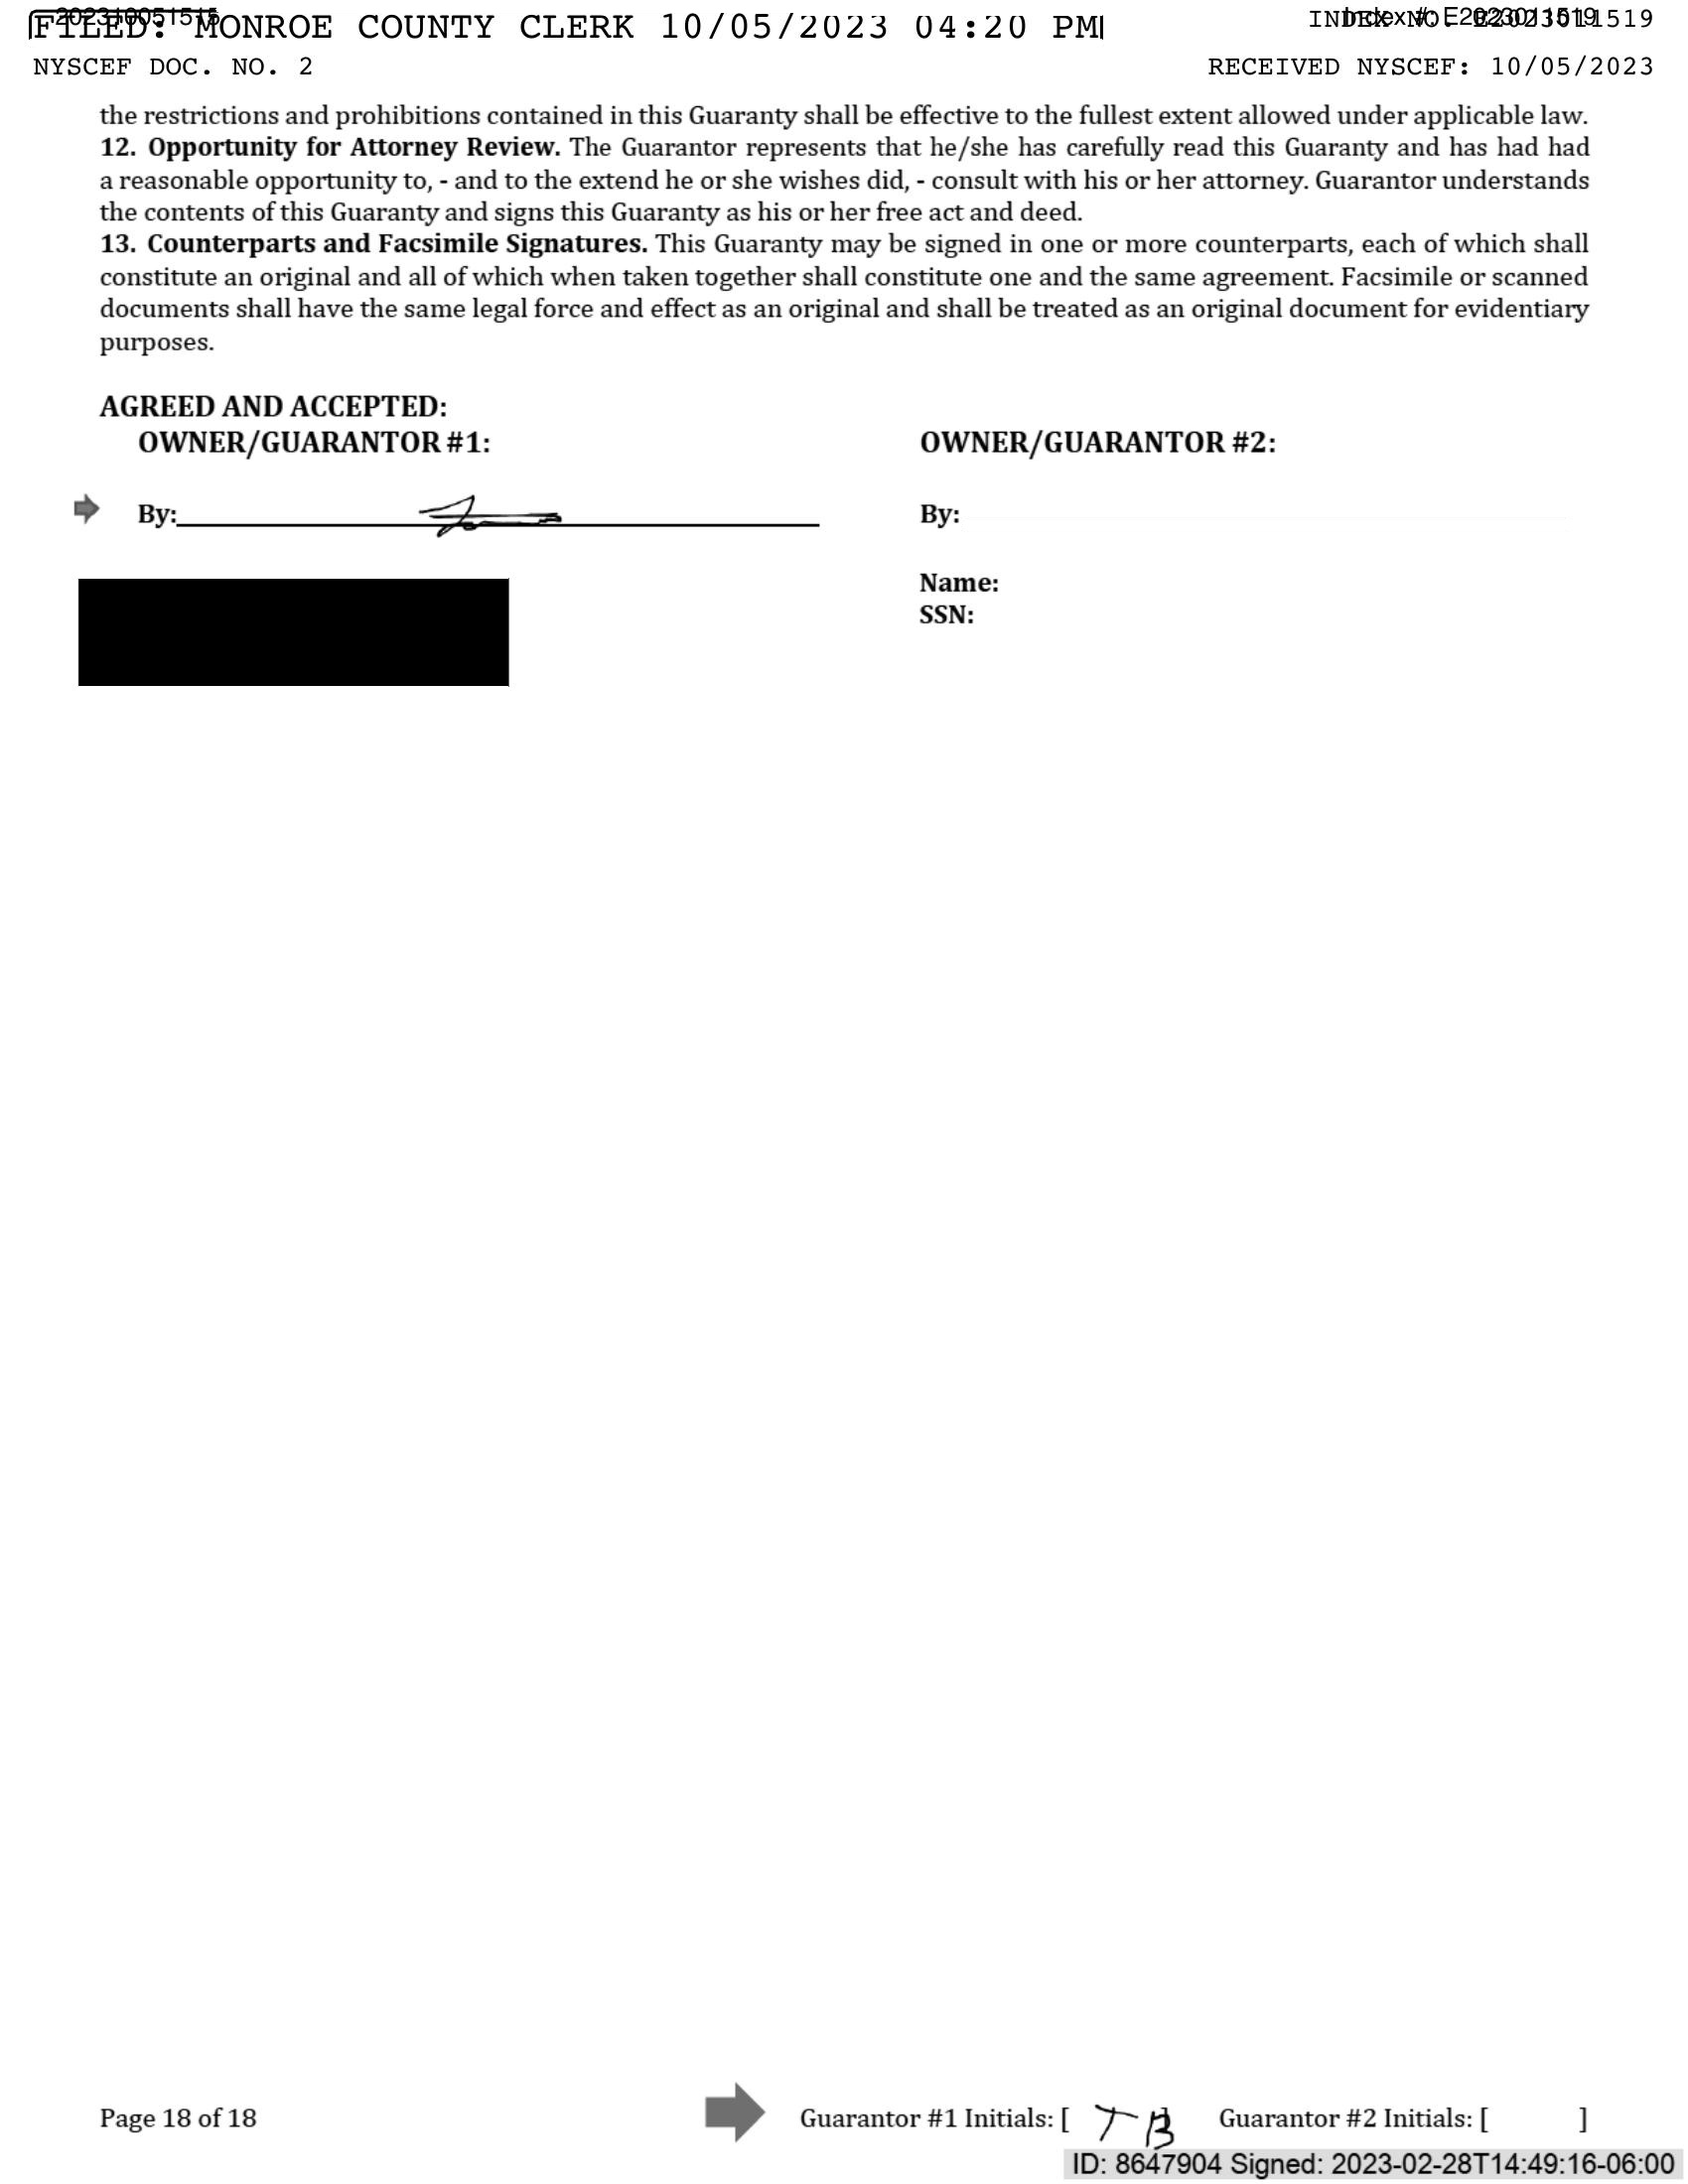 FILED: MONROE COUNTY CLERK 10/05/2023 04:20 PM
202310051515
INDEX NO. E2023011519
Index #: E2023011519
NYSCEF DOC. NO. 2
RECEIVED NYSCEF: 10/05/2023
the restrictions and prohibitions contained in this Guaranty shall be effective to the fullest extent allowed under applicable law.
12. Opportunity for Attorney Review. The Guarantor represents that he/she has carefully read this Guaranty and has had had
a reasonable opportunity to, - and to the extend he or she wishes did, - consult with his or her attorney. Guarantor understands
the contents of this Guaranty and signs this Guaranty as his or her free act and deed.
13. Counterparts and Facsimile Signatures. This Guaranty may be signed in one or more counterparts, each of which shall
constitute an original and all of which when taken together shall constitute one and the same agreement. Facsimile or scanned
documents shall have the same legal force and effect as an original and shall be treated as an original document for evidentiary
purposes.
AGREED AND ACCEPTED:
OWNER/GUARANTOR #1:
OWNER/GUARANTOR #2:
By:
By:
Name:
SSN:
Page 18 of 18
Guarantor #1 Initials: [ TB ]
Guarantor #2 Initials: [ ]
ID: 8647904 Signed: 2023-02-28T14:49:16-06:00